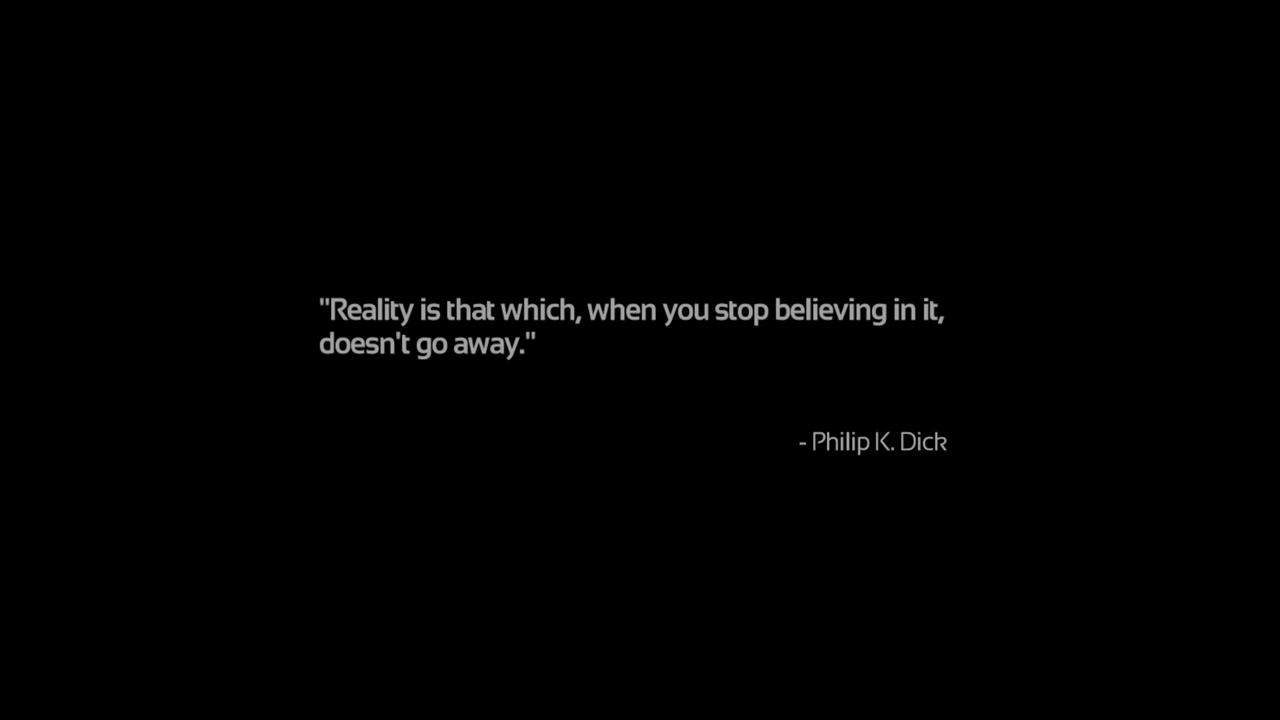 "Reality is that which, when you stop believing in it,
doesn't go away."
- Philip K. Dick